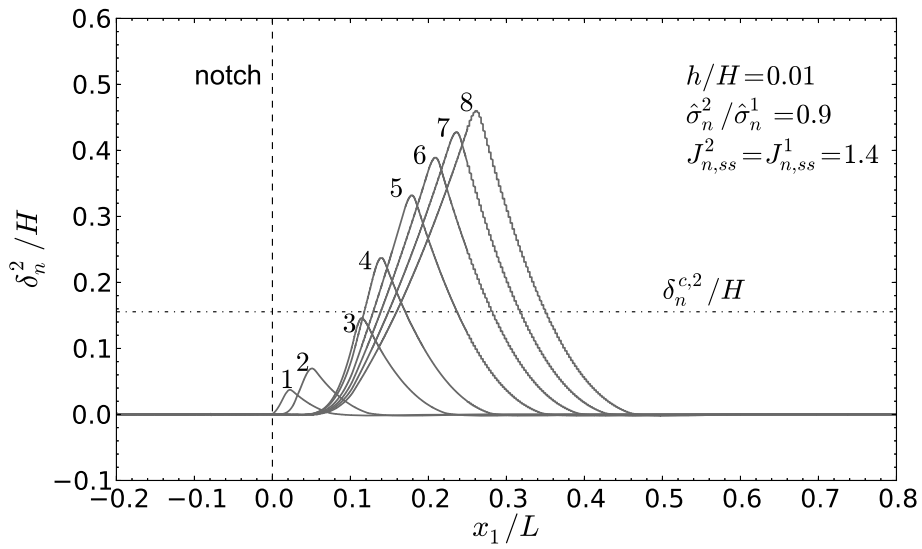 0.6
0.5
0.4
0.3
0.2
0.1
0.0
−0.1
δ_n^2/H
notch
1
2
3
4
5
6
7
8
h/H=0.01
σ̂_n^2/σ̂_n^1=0.9
J_{n,ss}^2=J_{n,ss}^1=1.4
δ_n^{c,2}/H
−0.2 −0.1 0.0 0.1 0.2 0.3 0.4 0.5 0.6 0.7 0.8
x_1/L